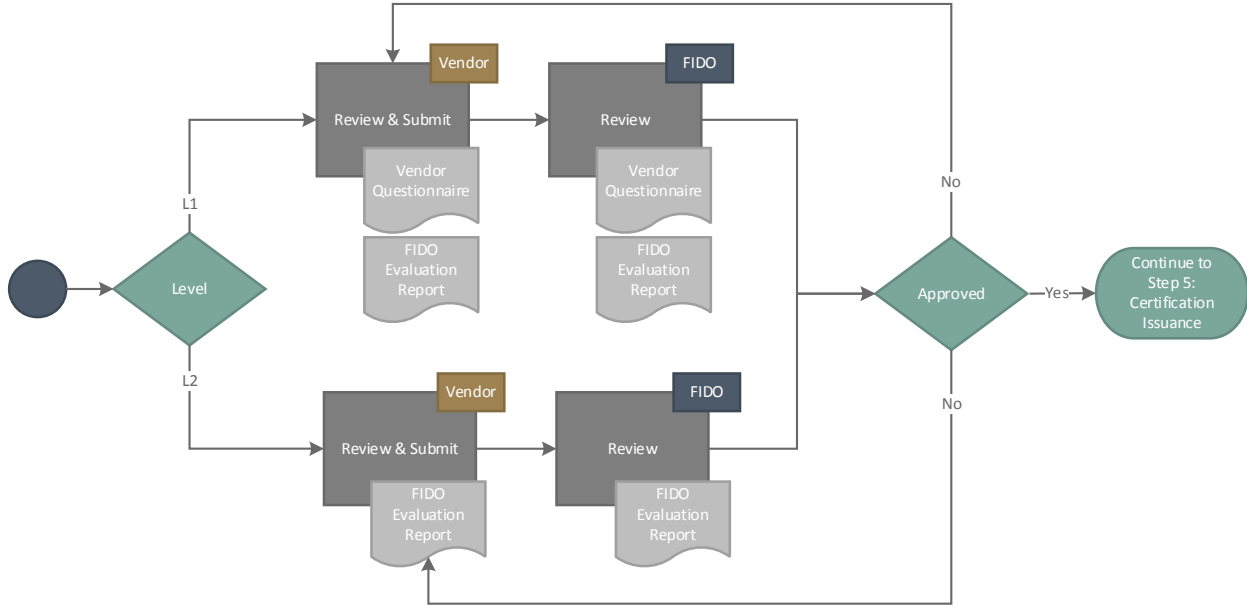 Vendor
FIDO
Review & Submit
Review
Vendor
Questionnaire
Vendor
Questionnaire
No
L1
FIDO
Evaluation
Report
FIDO
Evaluation
Report
Level
Approved
Yes
Continue to
Step 5:
Certification
Issuance
L2
Vendor
FIDO
No
Review & Submit
Review
FIDO
Evaluation
Report
FIDO
Evaluation
Report